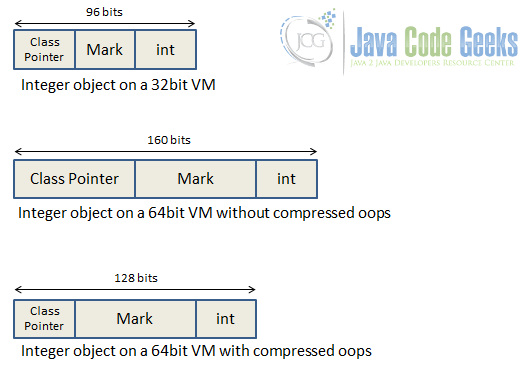 96 bits
Class Pointer
Mark
int
Integer object on a 32bit VM
JCG
Java Code Geeks
JAVA 2 JAVA DEVELOPERS RESOURCE CENTER
160 bits
Class Pointer
Mark
int
Integer object on a 64bit VM without compressed oops
128 bits
Class
Pointer
Mark
int
Integer object on a 64bit VM with compressed oops